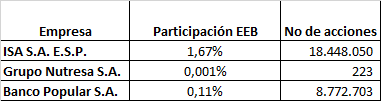 Empresa Participación EEB No de acciones
ISA S.A. E.S.P. 1,67% 18.448.050
Grupo Nutresa S.A. 0,001% 223
Banco Popular S.A. 0,11% 8.772.703